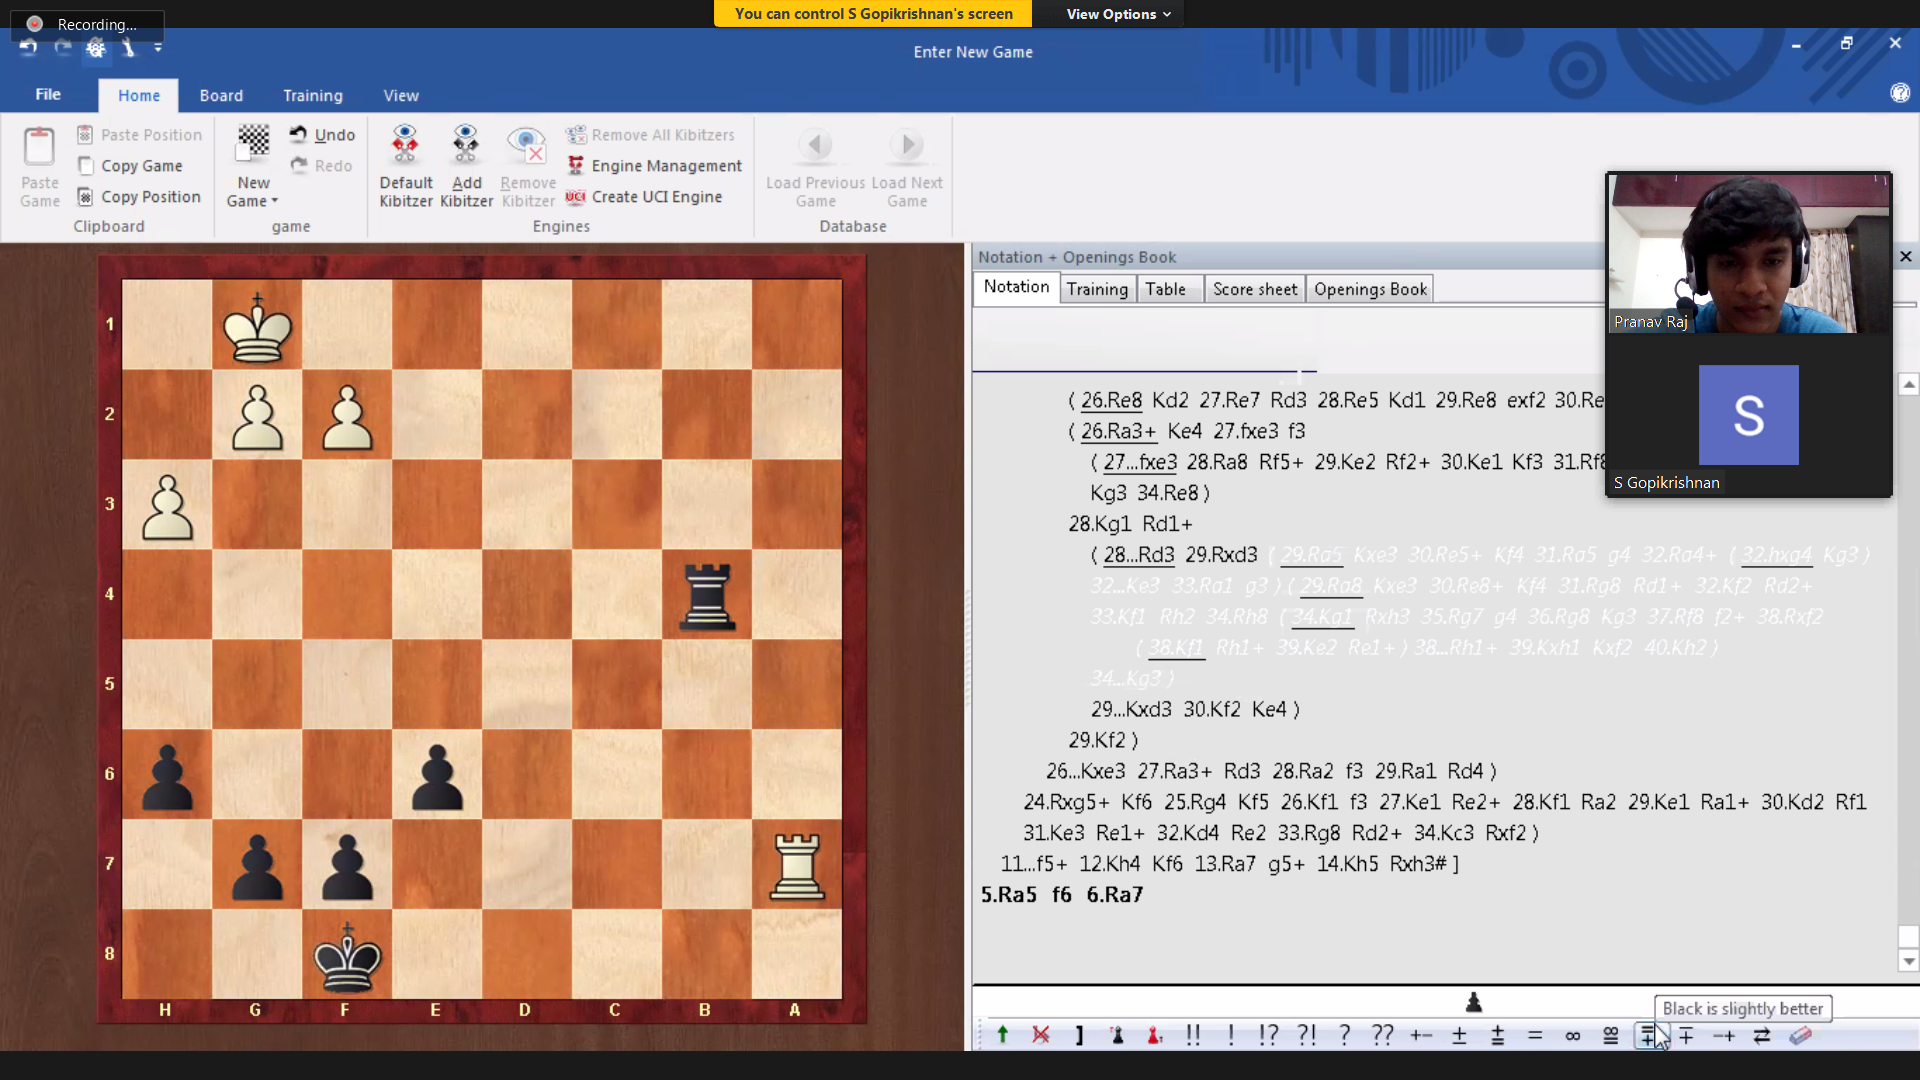 Recording...
You can control S Gopikrishnan's screen
View Options
Enter New Game
File
Home
Board
Training
View
Paste Game
Paste Position
Copy Game
Copy Position
Clipboard
New Game
Undo
Redo
game
Default Kibitzer
Add Kibitzer
Remove Kibitzer
Remove All Kibitzers
Engine Management
UCI Create UCI Engine
Engines
Load Previous Game
Load Next Game
Database
1
2
3
4
5
6
7
8
H G F E D C B A
Notation + Openings Book
Notation
Training
Table
Score sheet
Openings Book
( 26.Re8 Kd2 27.Re7 Rd3 28.Re5 Kd1 29.Re8 exf2 30.Re
( 26.Ra3+ Ke4 27.fxe3 f3
( 27...fxe3 28.Ra8 Rf5+ 29.Ke2 Rf2+ 30.Ke1 Kf3 31.Rf8
Kg3 34.Re8 )
28.Kg1 Rd1+
( 28...Rd3 29.Rxd3 ( 29.Ra5 Kxe3 30.Re5+ Kf4 31.Ra5 g4 32.Ra4+ ( 32.hxg4 Kg3 )
32...Ke3 33.Ra1 g3 ) ( 29.Ra8 Kxe3 30.Re8+ Kf4 31.Rg8 Rd1+ 32.Kf2 Rd2+
33.Kf1 Rh2 34.Rh8 ( 34.Kg1 Rxh3 35.Rg7 g4 36.Rg8 Kg3 37.Rf8 f2+ 38.Rxf2
( 38.Kf1 Rh1+ 39.Ke2 Re1+ ) 38...Rh1+ 39.Kxh1 Kxf2 40.Kh2 )
34...Kg3 )
29...Kxd3 30.Kf2 Ke4 )
29.Kf2 )
26...Kxe3 27.Ra3+ Rd3 28.Ra2 f3 29.Ra1 Rd4 )
24.Rxg5+ Kf6 25.Rg4 Kf5 26.Kf1 f3 27.Ke1 Re2+ 28.Kf1 Ra2 29.Ke1 Ra1+ 30.Kd2 Rf1
31.Ke3 Re1+ 32.Kd4 Re2 33.Rg8 Rd2+ 34.Kc3 Rxf2 )
11...f5+ 12.Kh4 Kf6 13.Ra7 g5+ 14.Kh5 Rxh3# ]
5.Ra5 f6 6.Ra7
Pranav Raj
S
S Gopikrishnan
Black is slightly better
] !! ! !? ?! ? ?? +− ± ⩲ = ∞ ⩱ ∓ −+ ⇄